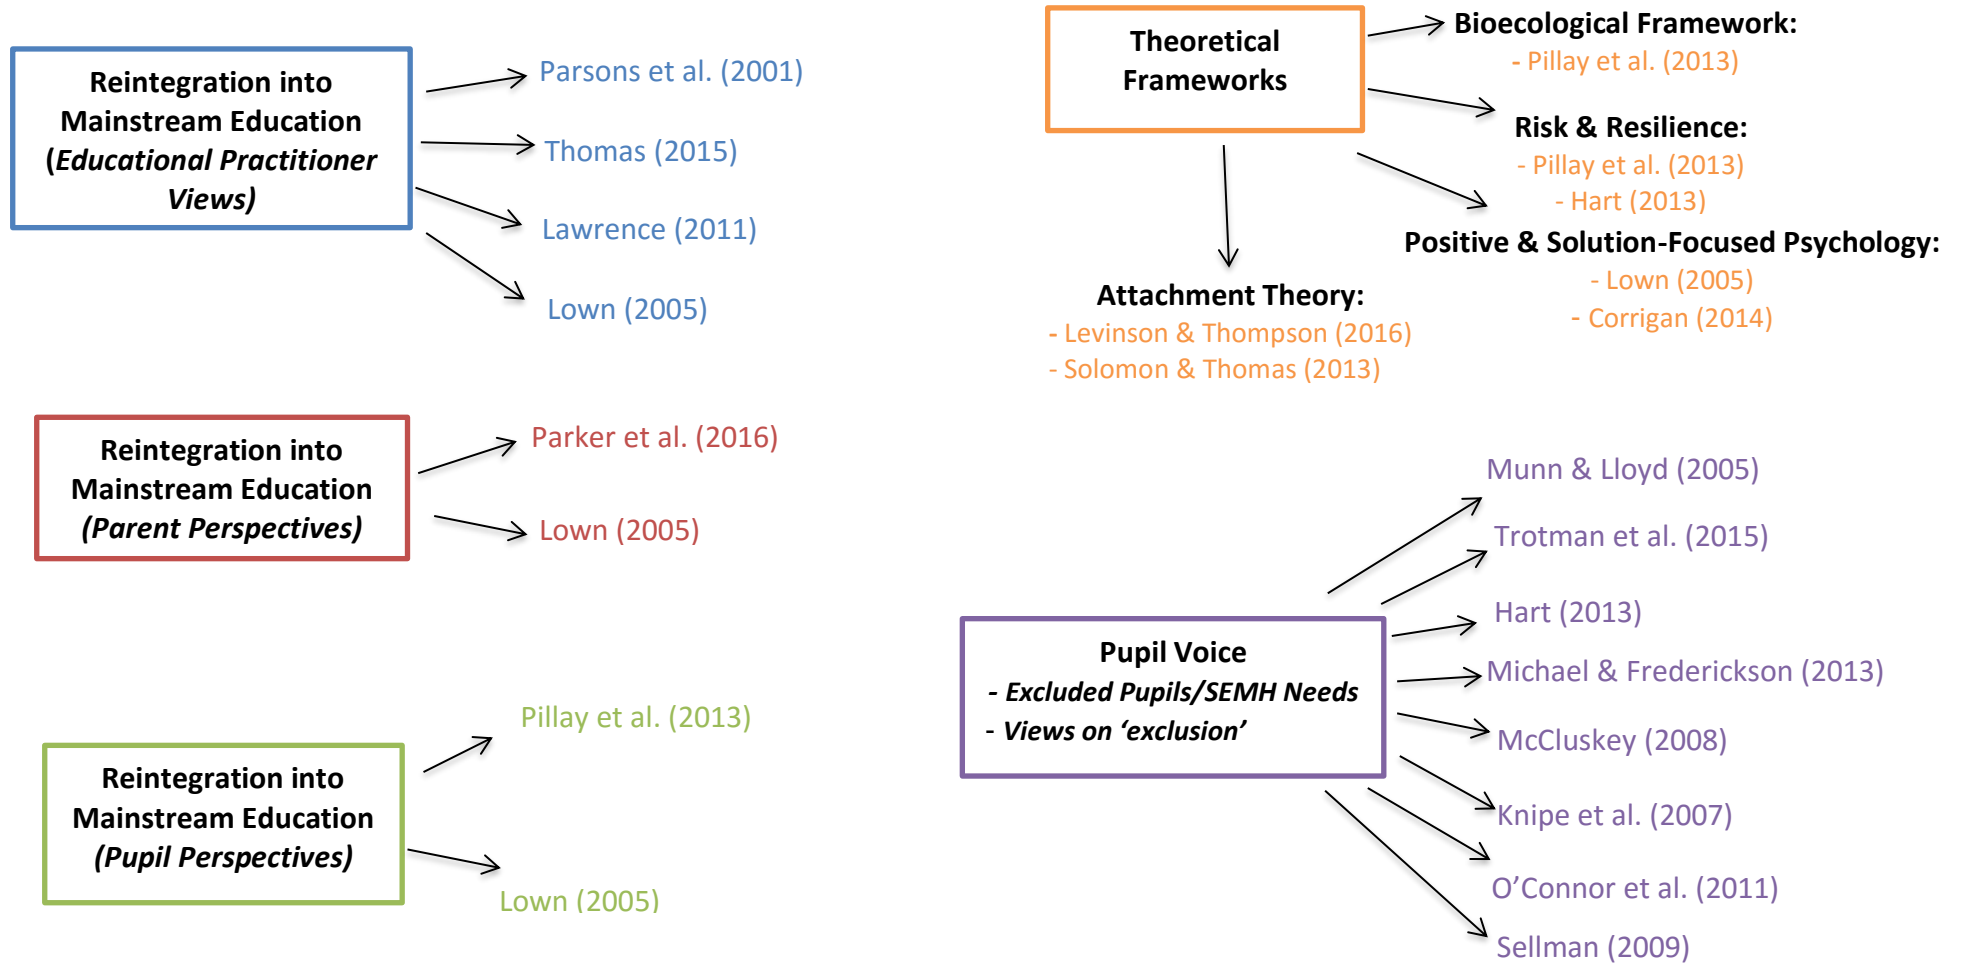 Reintegration into
Mainstream Education
(Educational Practitioner
Views)
Parsons et al. (2001)
Thomas (2015)
Lawrence (2011)
Lown (2005)
Reintegration into
Mainstream Education
(Parent Perspectives)
Parker et al. (2016)
Lown (2005)
Reintegration into
Mainstream Education
(Pupil Perspectives)
Pillay et al. (2013)
Lown (2005)
Theoretical
Frameworks
Bioecological Framework:
- Pillay et al. (2013)
Risk & Resilience:
- Pillay et al. (2013)
- Hart (2013)
Positive & Solution-Focused Psychology:
- Lown (2005)
- Corrigan (2014)
Attachment Theory:
- Levinson & Thompson (2016)
- Solomon & Thomas (2013)
Pupil Voice
- Excluded Pupils/SEMH Needs
- Views on ‘exclusion’
Munn & Lloyd (2005)
Trotman et al. (2015)
Hart (2013)
Michael & Frederickson (2013)
McCluskey (2008)
Knipe et al. (2007)
O’Connor et al. (2011)
Sellman (2009)